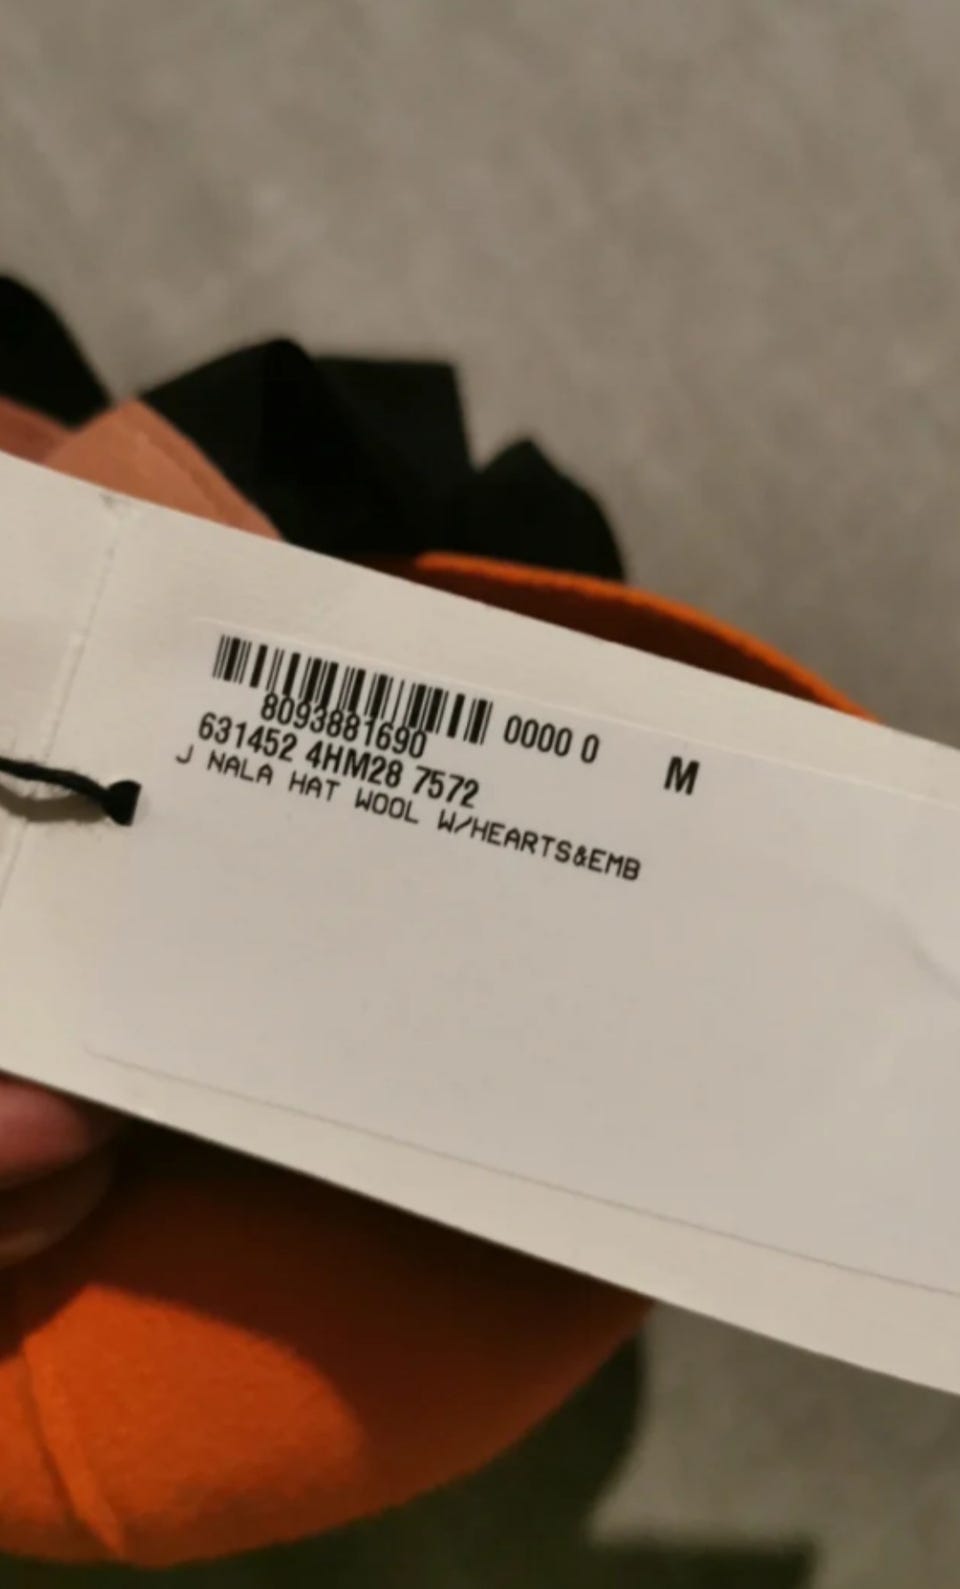 0000 0 M
8093881690
631452 4HM28 7572
J NALA HAT WOOL W/HEARTS&EMB